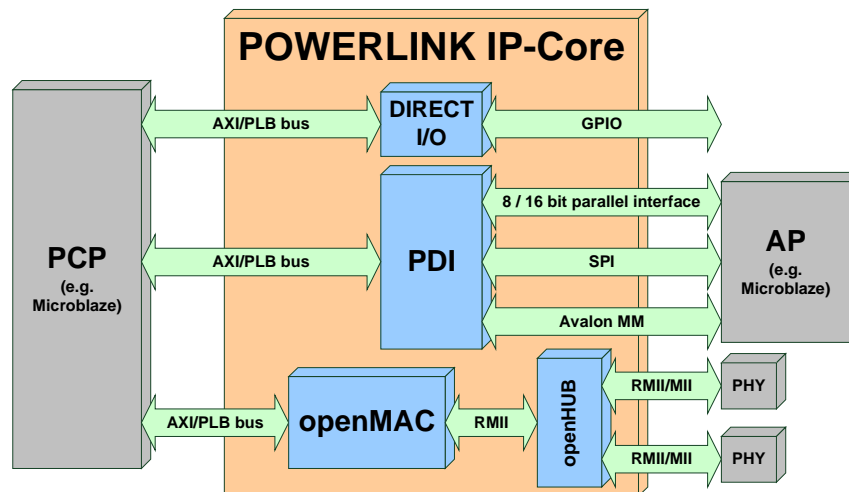 POWERLINK IP-Core
AXI/PLB bus
DIRECT
I/O
GPIO
8 / 16 bit parallel interface
PCP
(e.g.
Microblaze)
AXI/PLB bus
PDI
SPI
AP
(e.g.
Microblaze)
Avalon MM
AXI/PLB bus
openMAC
RMII
openHUB
RMII/MII
PHY
RMII/MII
PHY